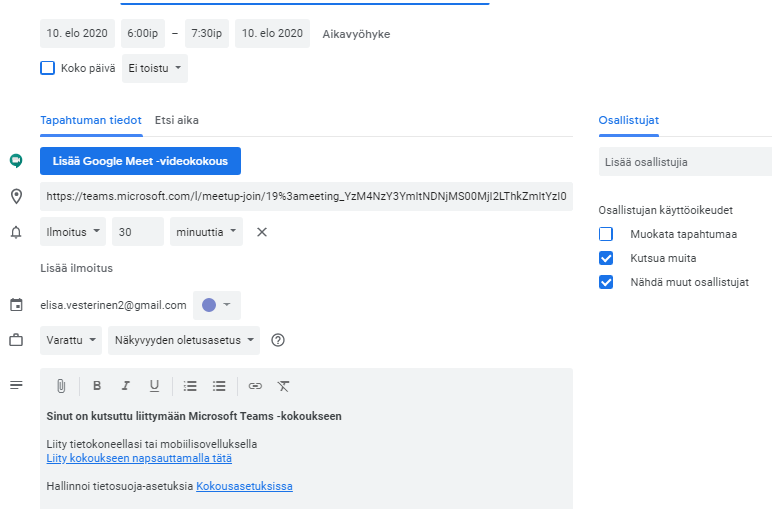 10. elo 2020 6:00ip – 7:30ip 10. elo 2020 Aikavyöhyke
Koko päivä Ei toistu
Tapahtuman tiedot Etsi aika
Lisää Google Meet -videokokous
https://teams.microsoft.com/l/meetup-join/19%3ameeting_YzM4NzY3YmItNDNjMS00MjI2LThkZmItYzI0
Ilmoitus 30 minuuttia
Lisää ilmoitus
elisa.vesterinen2@gmail.com
Varattu Näkyvyyden oletusasetus
B I U
Sinut on kutsuttu liittymään Microsoft Teams -kokoukseen
Liity tietokoneellasi tai mobiilisovelluksella
Liity kokoukseen napsauttamalla tätä
Hallinnoi tietosuoja-asetuksia Kokousasetuksissa
Osallistujat
Lisää osallistujia
Osallistujan käyttöoikeudet
Muokata tapahtumaa
Kutsua muita
Nähdä muut osallistujat